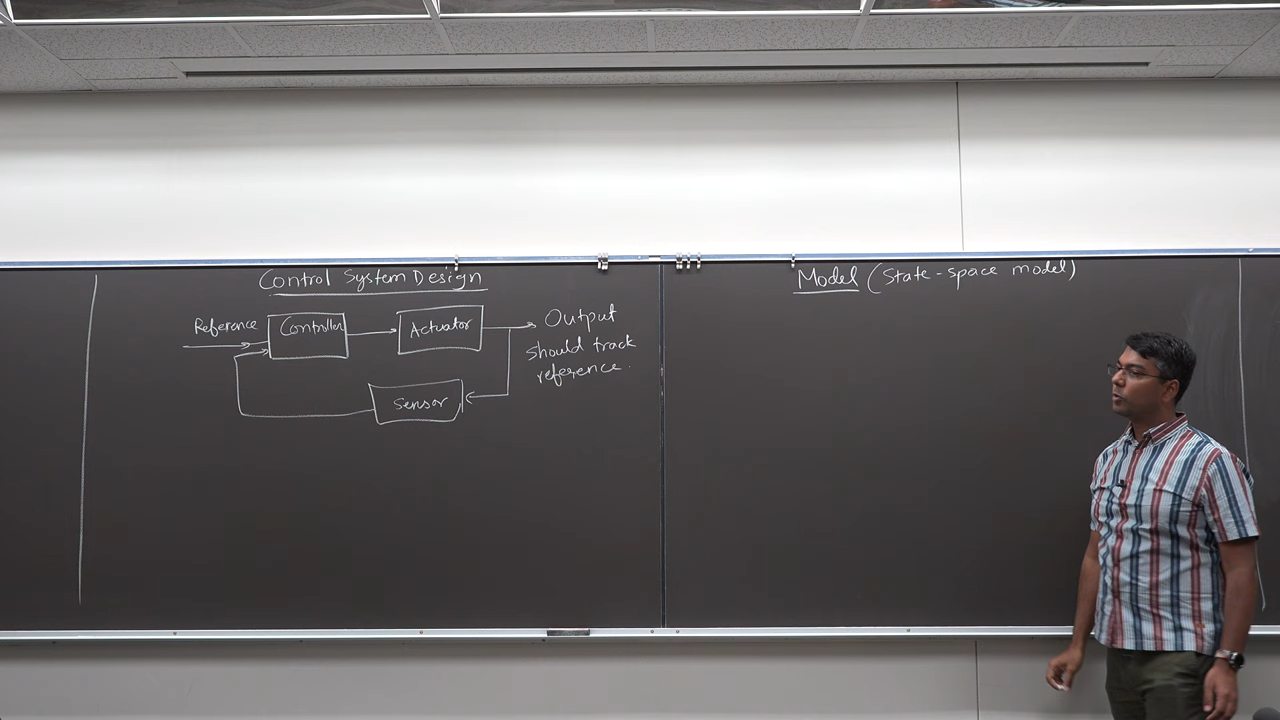 Control System Design
Reference
Controller
Actuator
Output
should track
reference.
Sensor
Model (State-space model)